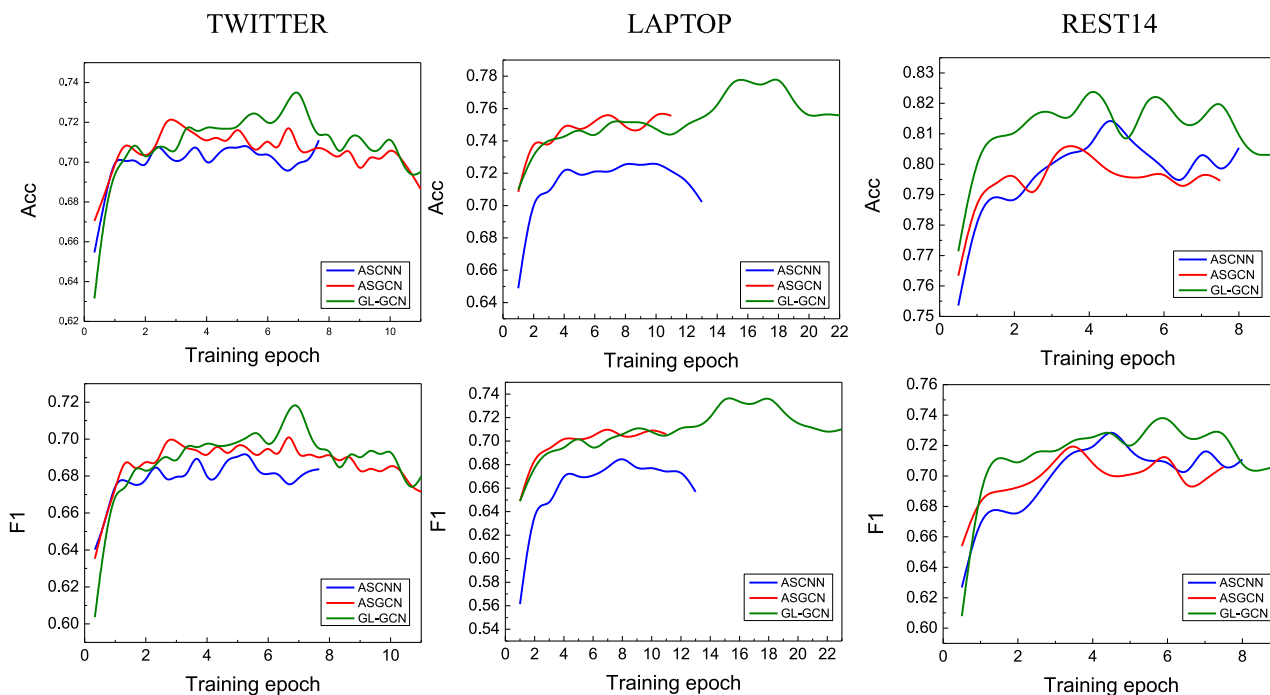 TWITTER LAPTOP REST14
0.74
0.72
0.70
0.68
0.66
0.64
0.62
Acc
0 2 4 6 8 10
Training epoch
ASCNN
ASGCN
GL-GCN
0.78
0.76
0.74
0.72
0.70
0.68
0.66
0.64
Acc
0 2 4 6 8 10 12 14 16 18 20 22
Training epoch
ASCNN
ASGCN
GL-GCN
0.83
0.82
0.81
0.80
0.79
0.78
0.77
0.76
0.75
Acc
0 2 4 6 8
Training epoch
ASCNN
ASGCN
GL-GCN
0.72
0.70
0.68
0.66
0.64
0.62
0.60
F1
0 2 4 6 8 10
Training epoch
ASCNN
ASGCN
GL-GCN
0.74
0.72
0.70
0.68
0.66
0.64
0.62
0.60
0.58
0.56
0.54
F1
0 2 4 6 8 10 12 14 16 18 20 22
Training epoch
ASCNN
ASGCN
GL-GCN
0.76
0.74
0.72
0.70
0.68
0.66
0.64
0.62
0.60
F1
0 2 4 6 8
Training epoch
ASCNN
ASGCN
GL-GCN